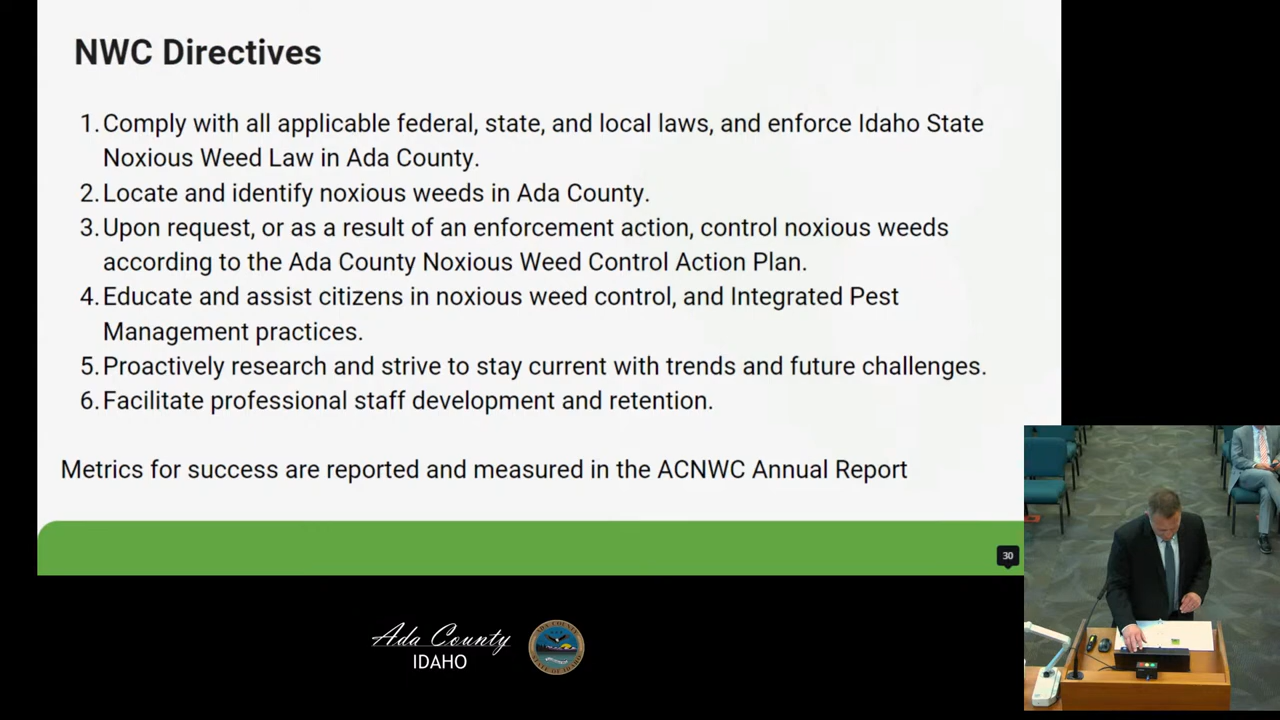 NWC Directives
1. Comply with all applicable federal, state, and local laws, and enforce Idaho State
Noxious Weed Law in Ada County.
2. Locate and identify noxious weeds in Ada County.
3. Upon request, or as a result of an enforcement action, control noxious weeds
according to the Ada County Noxious Weed Control Action Plan.
4. Educate and assist citizens in noxious weed control, and Integrated Pest
Management practices.
5. Proactively research and strive to stay current with trends and future challenges.
6. Facilitate professional staff development and retention.
Metrics for success are reported and measured in the ACNWC Annual Report
30
Ada County
IDAHO